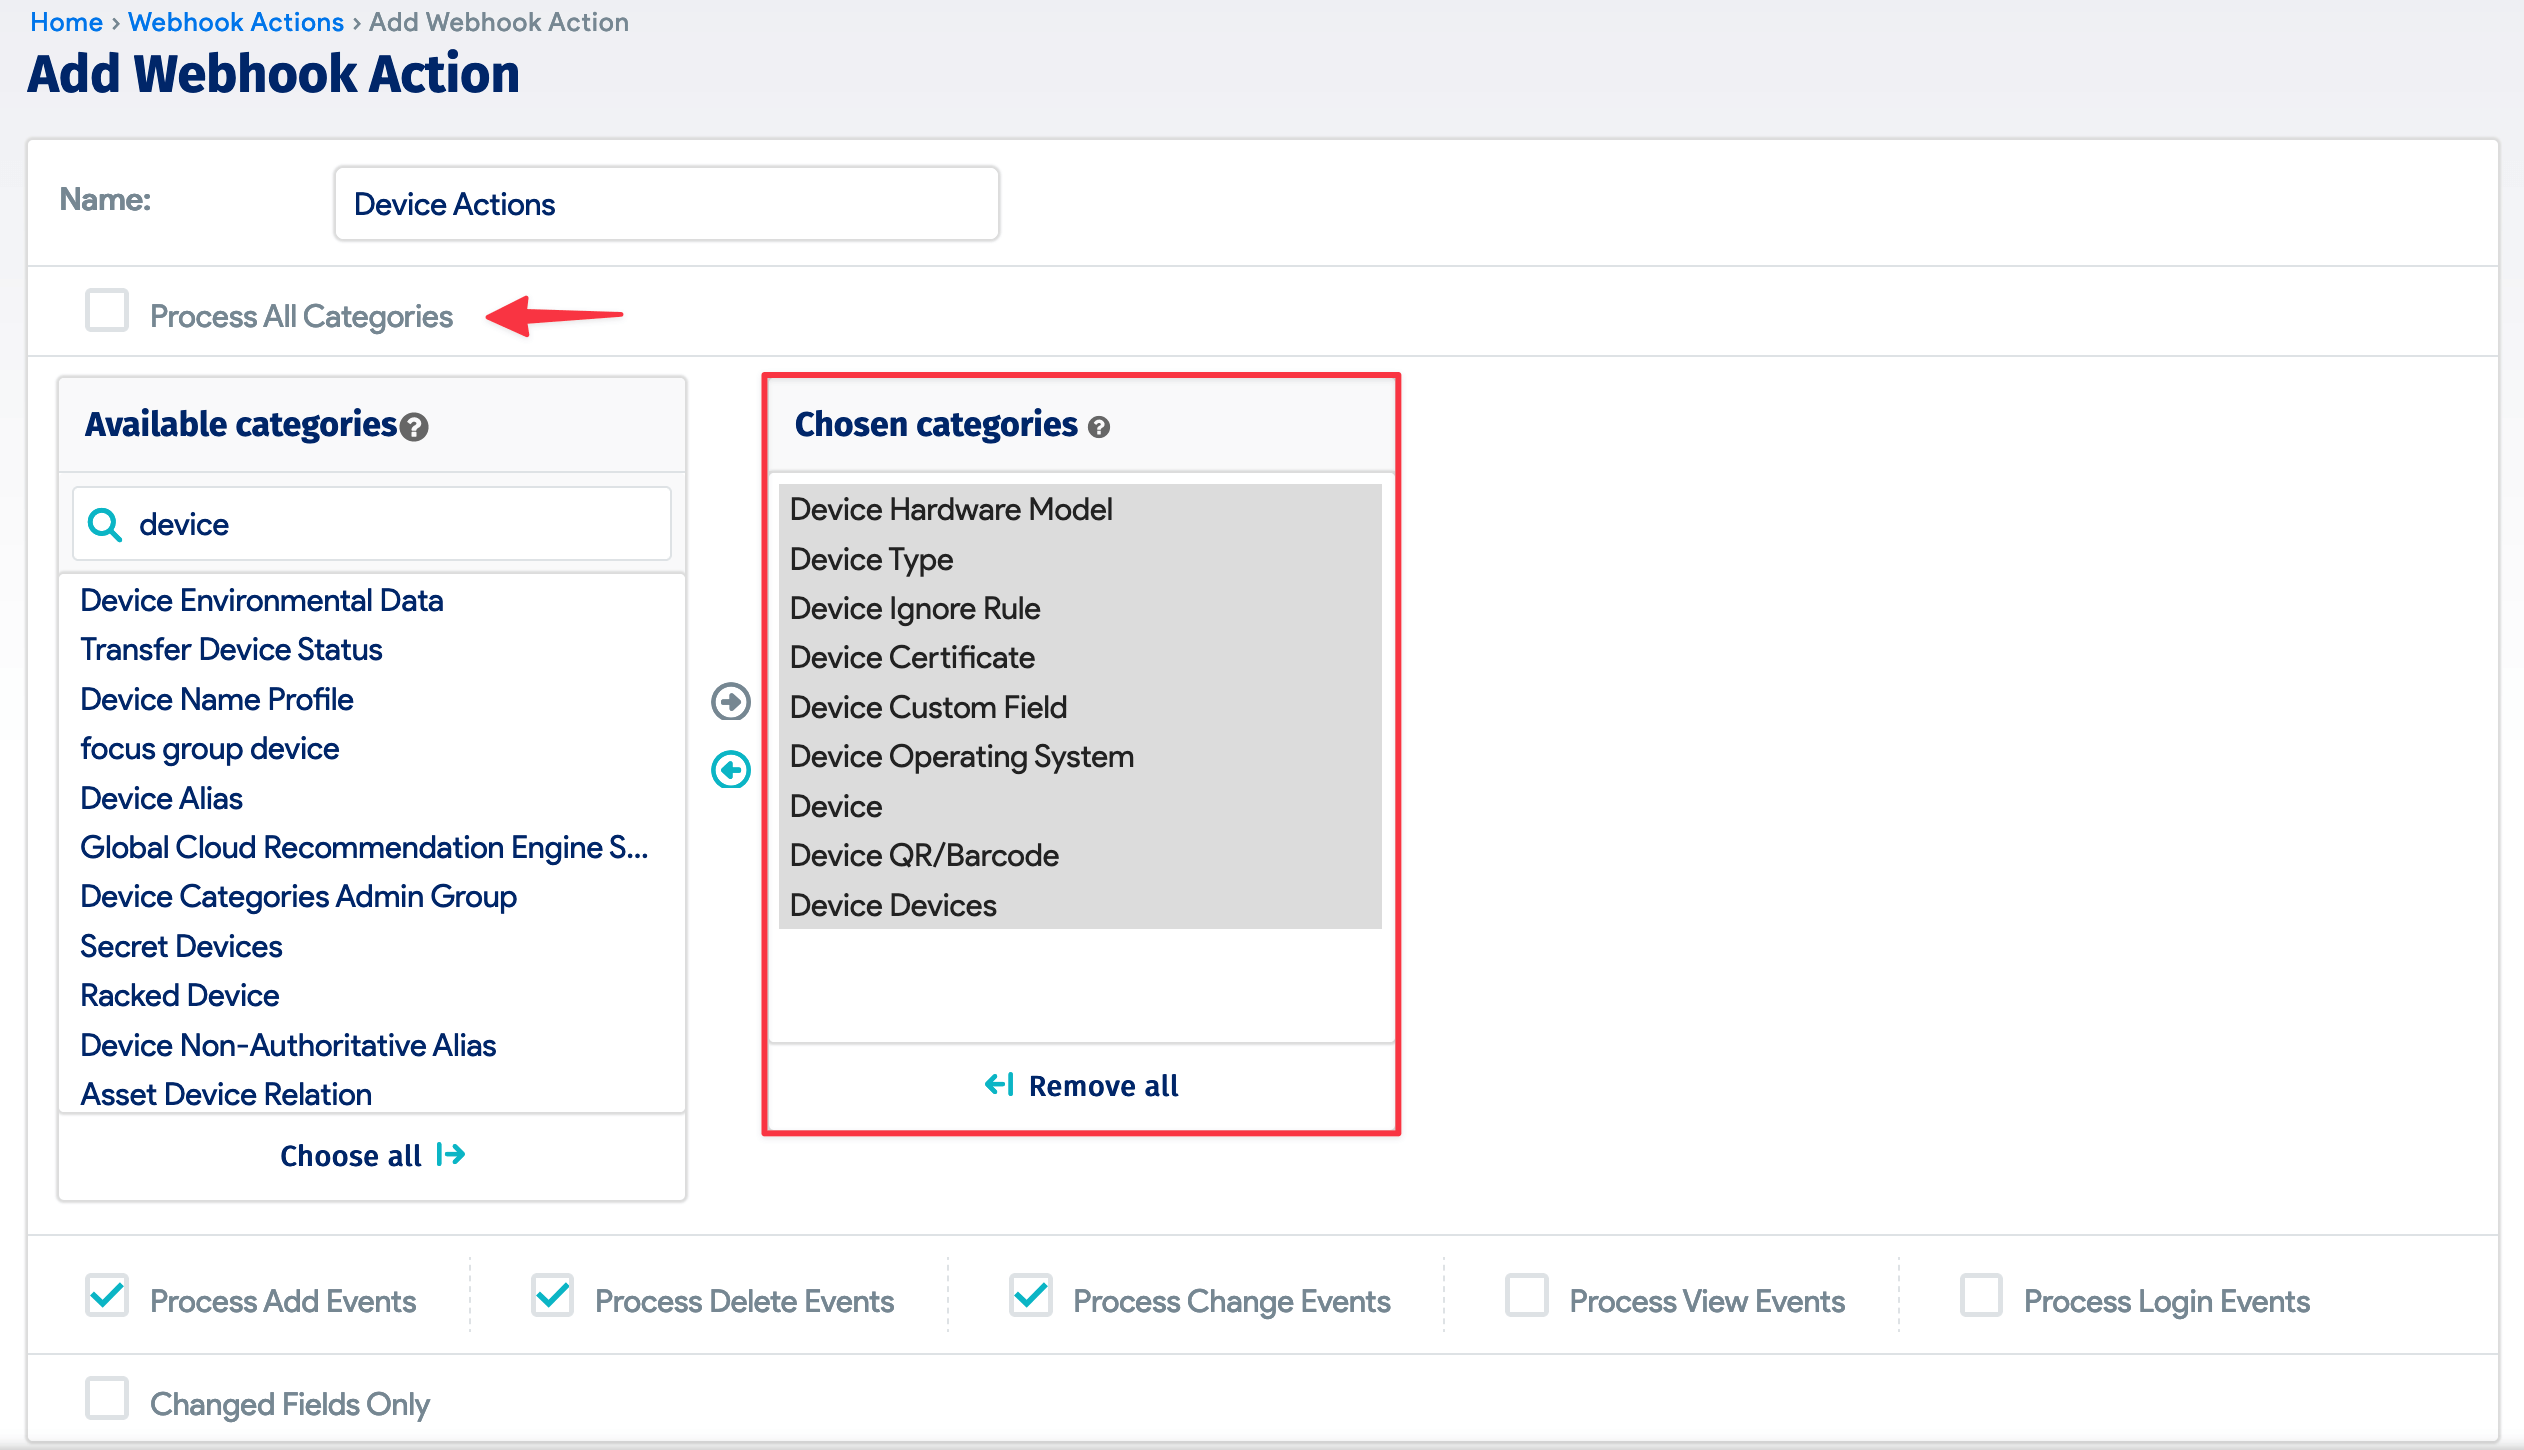 Home › Webhook Actions › Add Webhook Action
Add Webhook Action
Name:
Device Actions
Process All Categories
Available categories
device
Device Environmental Data
Transfer Device Status
Device Name Profile
focus group device
Device Alias
Global Cloud Recommendation Engine S...
Device Categories Admin Group
Secret Devices
Racked Device
Device Non-Authoritative Alias
Asset Device Relation
Choose all
Chosen categories
Device Hardware Model
Device Type
Device Ignore Rule
Device Certificate
Device Custom Field
Device Operating System
Device
Device QR/Barcode
Device Devices
Remove all
Process Add Events
Process Delete Events
Process Change Events
Process View Events
Process Login Events
Changed Fields Only